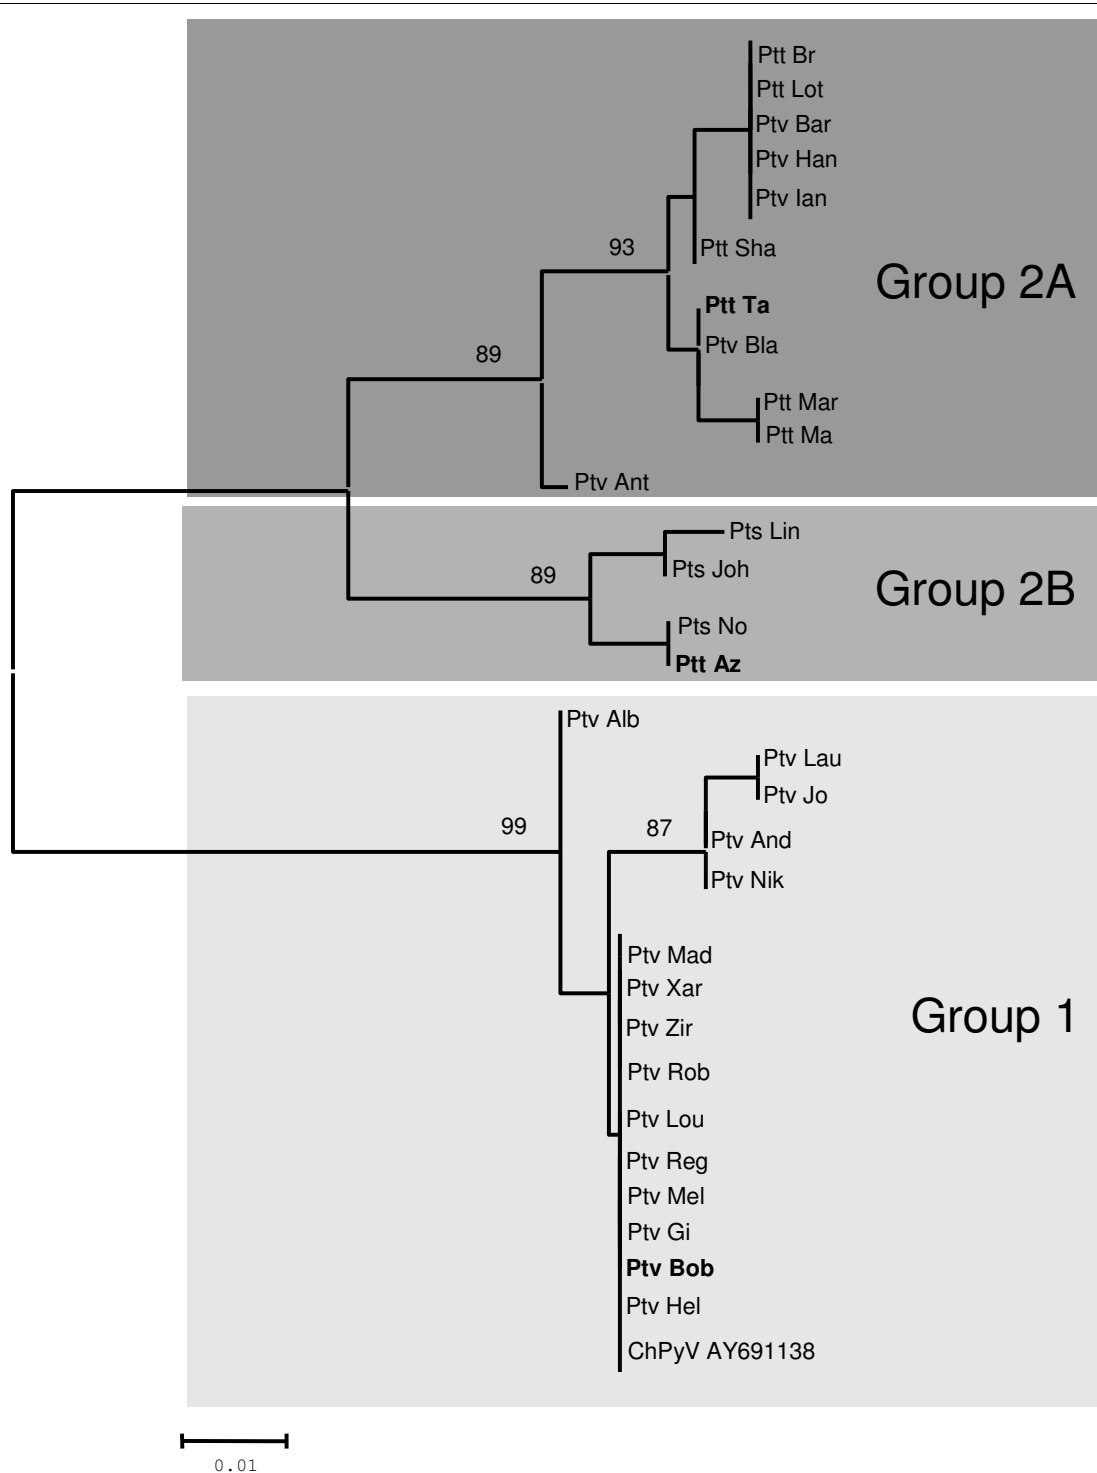 Ptt Br
Ptt Lot
Ptv Bar
Ptv Han
Ptv Ian
93
Ptt Sha
Group 2A
Ptt Ta
Ptv Bla
89
Ptt Mar
Ptt Ma
Ptv Ant
Pts Lin
Pts Joh
89
Group 2B
Pts No
Ptt Az
Ptv Alb
Ptv Lau
Ptv Jo
99
87
Ptv And
Ptv Nik
Ptv Mad
Ptv Xar
Group 1
Ptv Zir
Ptv Rob
Ptv Lou
Ptv Reg
Ptv Mel
Ptv Gi
Ptv Bob
Ptv Hel
ChPyV AY691138
0.01